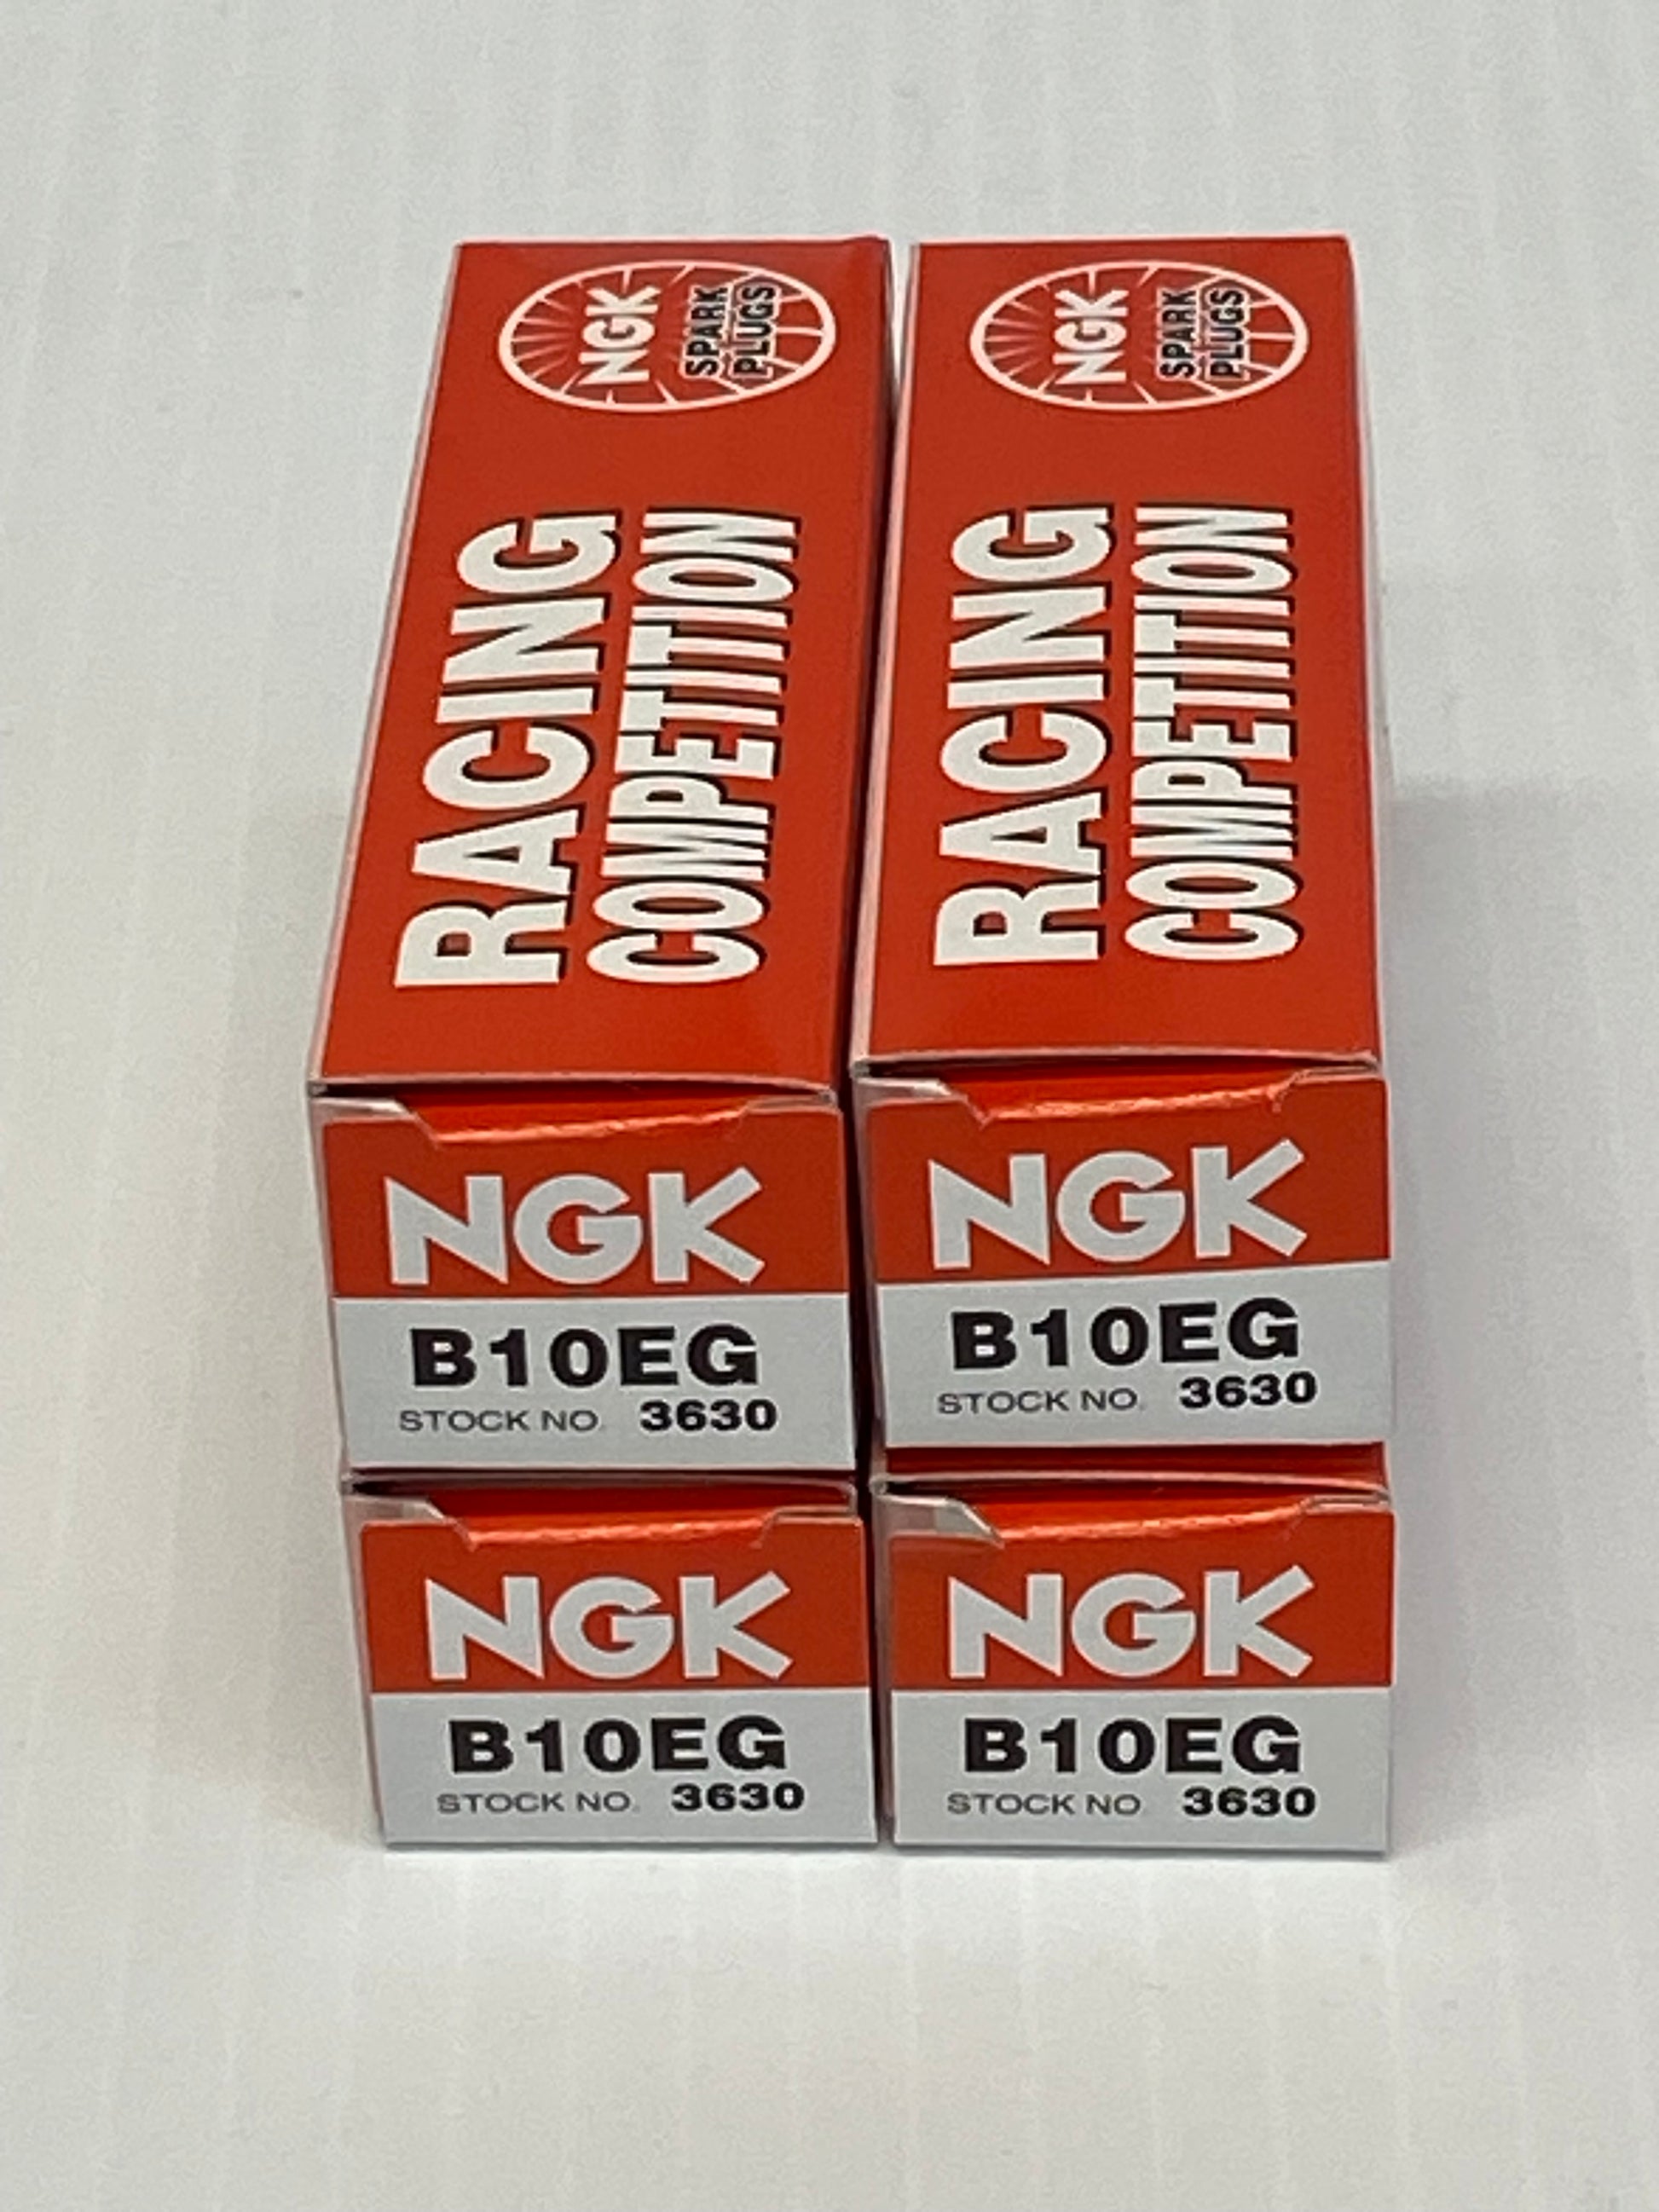 NGK
SPARK
PLUGS
RACING
COMPETITION
NGK
SPARK
PLUGS
RACING
COMPETITION
NGK
B10EG
STOCK NO. 3630
NGK
B10EG
STOCK NO. 3630
NGK
B10EG
STOCK NO. 3630
NGK
B10EG
STOCK NO. 3630